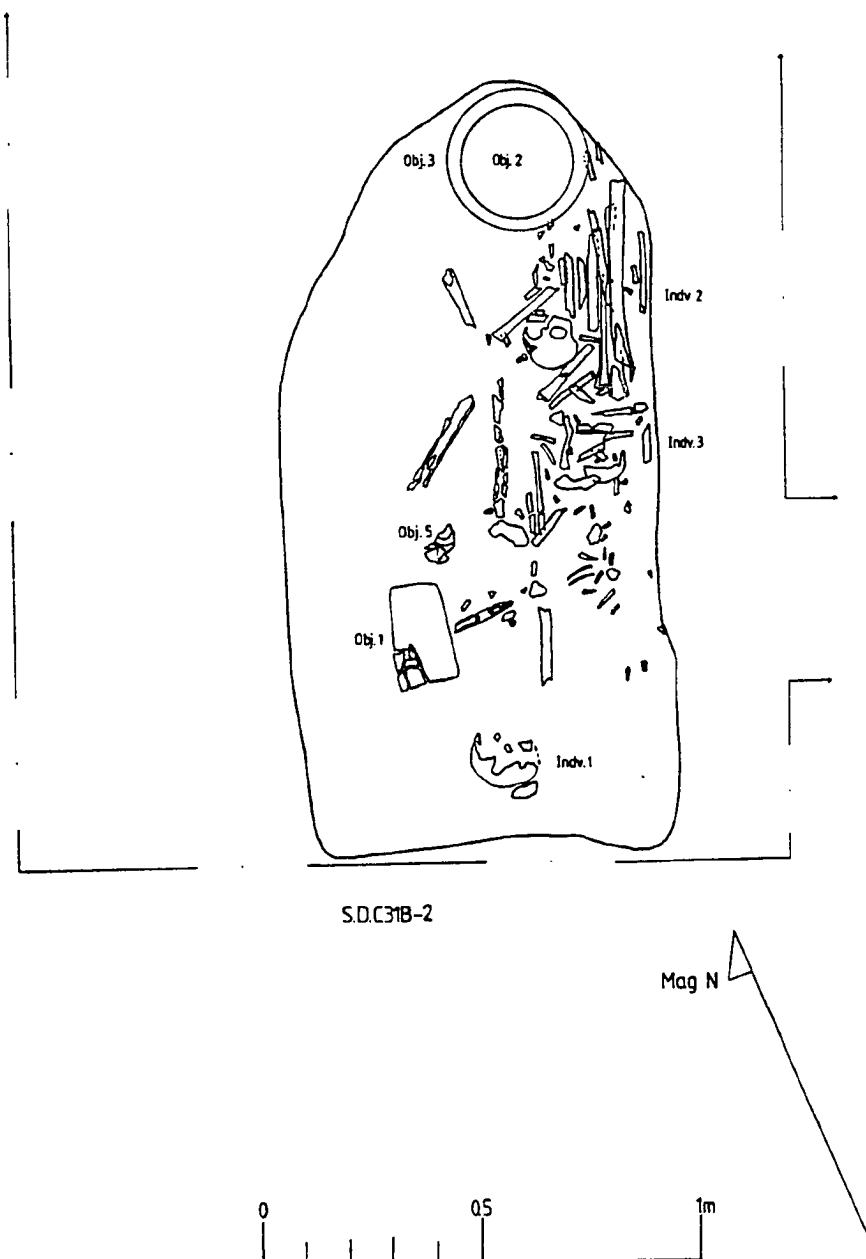 Obj. 3
Obj. 2
Indv 2
Indv. 3
Obj. 5
Obj. 1
Indv. 1
S.D.C31B-2
Mag N
0 0.5 1m